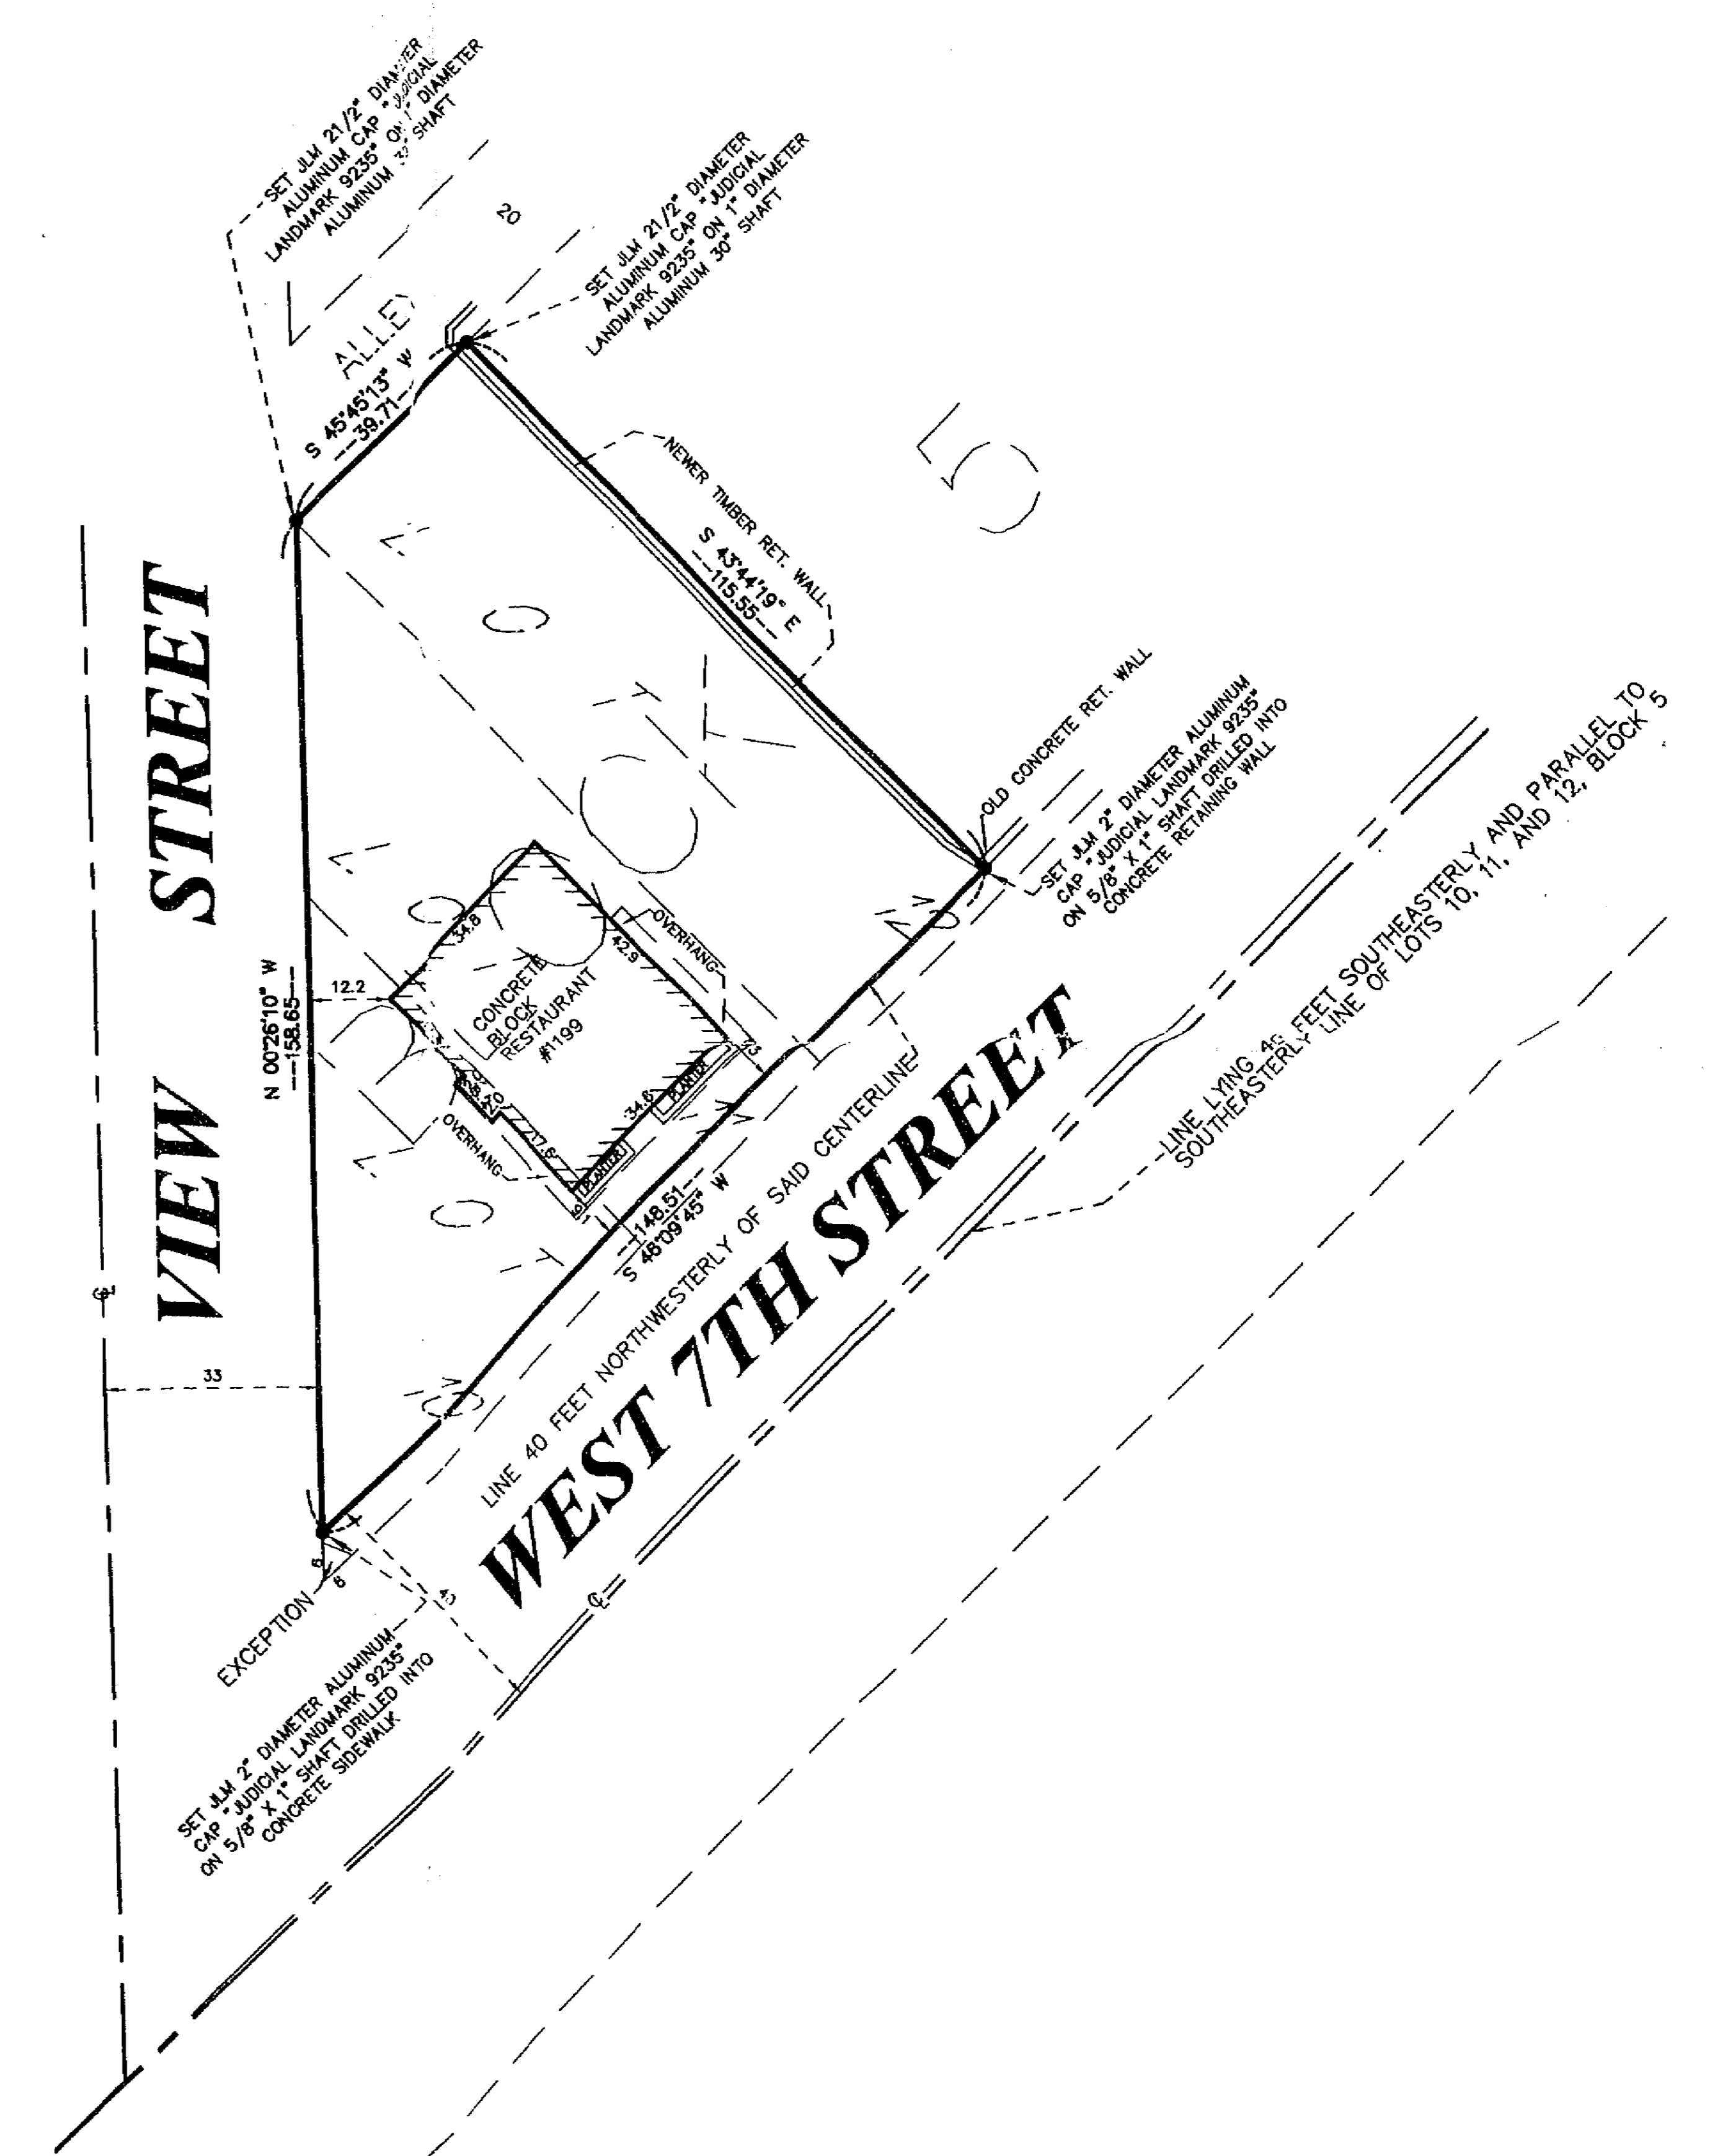 SET JLM 21/2" DIAMETER
ALUMINUM CAP "JUDICIAL
LANDMARK 9235" ON 1" DIAMETER
ALUMINUM 30" SHAFT
20
SET JLM 21/2" DIAMETER
ALUMINUM CAP "JUDICIAL
LANDMARK 9235" ON 1" DIAMETER
ALUMINUM 30" SHAFT
ALLEY
S 45°45'13" W
--39.71--
5
NEWER TIMBER RET. WALL
S 43°44'19" E
--115.55--
VIEW STREET
N 00°26'10" W
--158.65--
12.2
33
LOT
BLOCK
34.8
42.9
OVERHANG
CONCRETE
BLOCK
RESTAURANT
#1199
OVERHANG
17.6
34.6
PLANTER
PLANTER
OLD CONCRETE RET. WALL
SET JLM 2" DIAMETER ALUMINUM
CAP "JUDICIAL LANDMARK 9235"
ON 5/8" X 1" SHAFT DRILLED INTO
CONCRETE RETAINING WALL
--148.51--
S 46°09'45" W
LINE 40 FEET NORTHWESTERLY OF SAID CENTERLINE
WEST 7TH STREET
LINE LYING FEET SOUTHEASTERLY AND PARALLEL TO
SOUTHEASTERLY LINE OF LOTS 10, 11, AND 12, BLOCK 5
EXCEPTION
6
SET JLM 2" DIAMETER ALUMINUM
CAP "JUDICIAL LANDMARK 9235"
ON 5/8" X 1" SHAFT DRILLED INTO
CONCRETE SIDEWALK